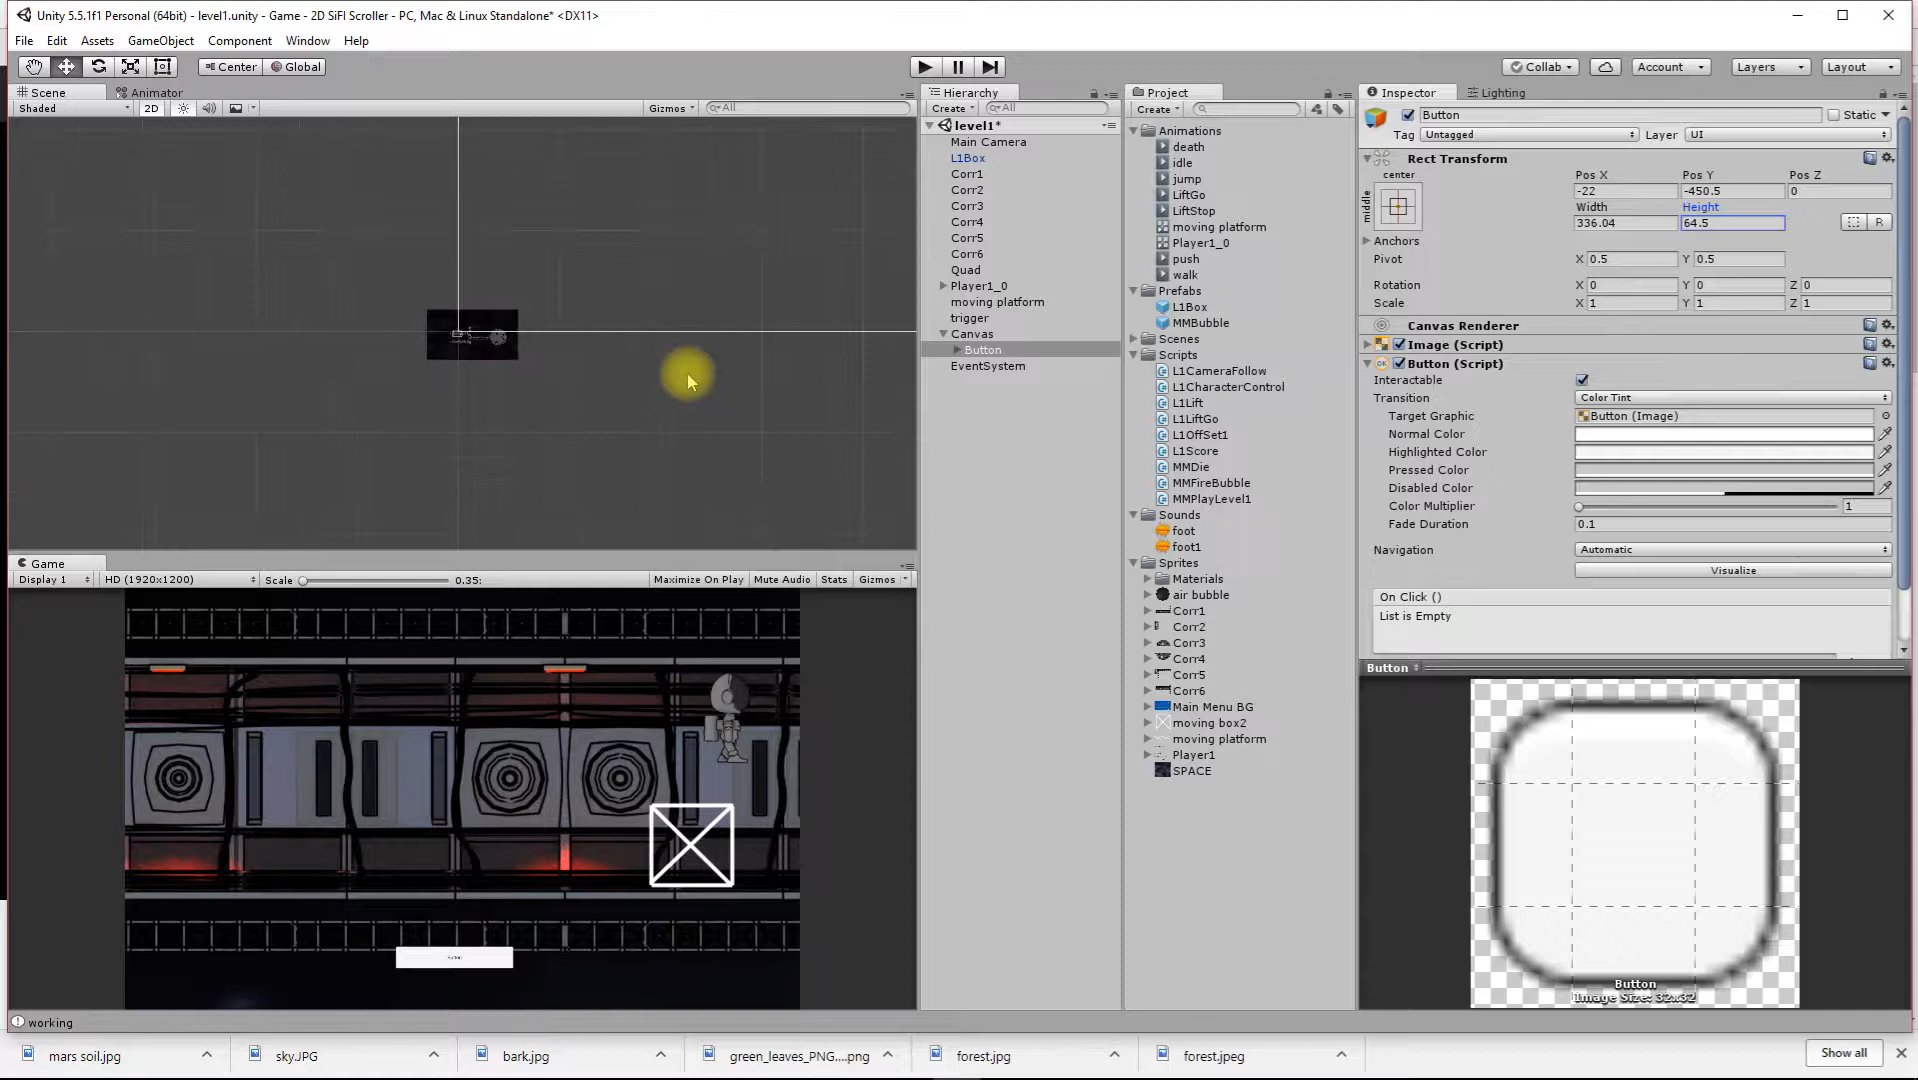 Unity 5.5.1f1 Personal (64bit) - level1.unity - Game - 2D SiFI Scroller - PC, Mac & Linux Standalone* <DX11>
File Edit Assets GameObject Component Window Help
Center Global
Collab Account Layers Layout
Scene Animator
Shaded 2D Gizmos All
Hierarchy
Create All
level1*
Main Camera
L1Box
Corr1
Corr2
Corr3
Corr4
Corr5
Corr6
Quad
Player1_0
moving platform
trigger
Canvas
Button
EventSystem
Project
Create
Animations
death
idle
jump
LiftGo
LiftStop
moving platform
Player1_0
push
walk
Prefabs
L1Box
MMBubble
Scenes
Scripts
L1CameraFollow
L1CharacterControl
L1Lift
L1LiftGo
L1OffSet1
L1Score
MMDie
MMFireBubble
MMPlayLevel1
Sounds
foot
foot1
Sprites
Materials
air bubble
Corr1
Corr2
Corr3
Corr4
Corr5
Corr6
Main Menu BG
moving box2
moving platform
Player1
SPACE
Inspector Lighting
Button Static
Tag Untagged Layer UI
Rect Transform
center
middle
Pos X Pos Y Pos Z
-22 -450.5 0
Width Height
336.04 64.5 R
Anchors
Pivot X 0.5 Y 0.5
Rotation X 0 Y 0 Z 0
Scale X 1 Y 1 Z 1
Canvas Renderer
Image (Script)
OK Button (Script)
Interactable
Transition Color Tint
Target Graphic Button (Image)
Normal Color
Highlighted Color
Pressed Color
Disabled Color
Color Multiplier 1
Fade Duration 0.1
Navigation Automatic
Visualize
On Click ()
List is Empty
Button
Button
Image Size: 32x32
Game
Display 1 HD (1920x1200) Scale 0.35: Maximize On Play Mute Audio Stats Gizmos
Button
working
mars soil.jpg sky.JPG bark.jpg green_leaves_PNG....png forest.jpg forest.jpeg Show all